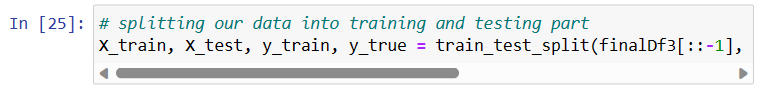 In [25]: # splitting our data into training and testing part
X_train, X_test, y_train, y_true = train_test_split(finalDf3[::-1],